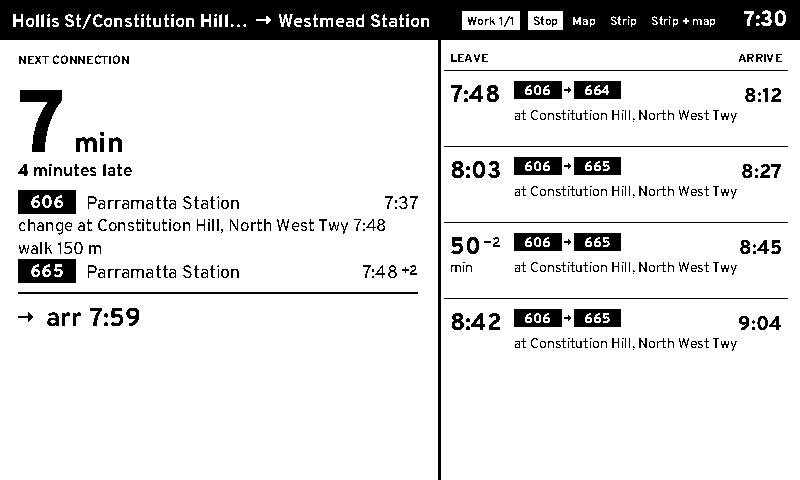 Hollis St/Constitution Hill... → Westmead Station Work 1/1 Stop Map Strip Strip + map 7:30
NEXT CONNECTION
7 min
4 minutes late
606 Parramatta Station 7:37
change at Constitution Hill, North West Twy 7:48
walk 150 m
665 Parramatta Station 7:48 +2
→ arr 7:59
LEAVE ARRIVE
7:48 606 → 664 8:12
at Constitution Hill, North West Twy
8:03 606 → 665 8:27
at Constitution Hill, North West Twy
50 −2 606 → 665 8:45
min at Constitution Hill, North West Twy
8:42 606 → 665 9:04
at Constitution Hill, North West Twy